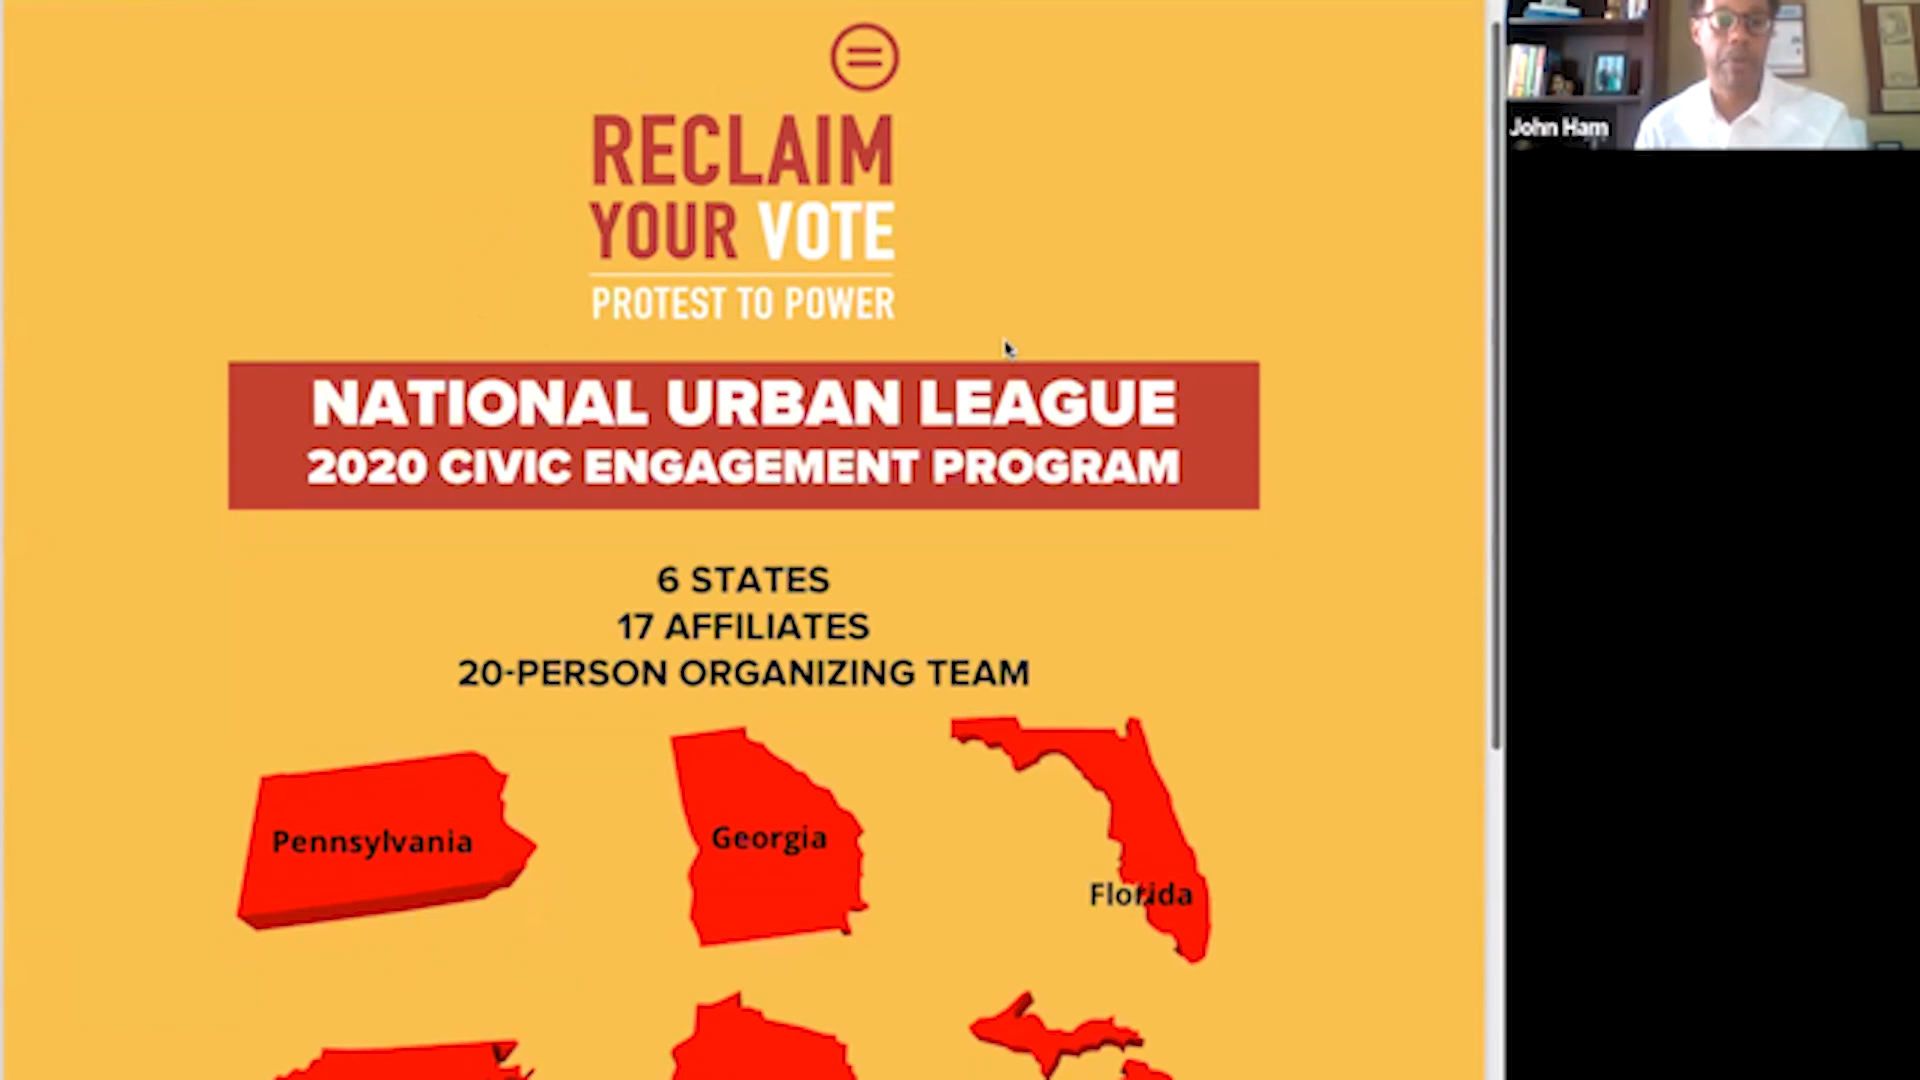 RECLAIM
YOUR VOTE
PROTEST TO POWER
NATIONAL URBAN LEAGUE
2020 CIVIC ENGAGEMENT PROGRAM
6 STATES
17 AFFILIATES
20-PERSON ORGANIZING TEAM
Pennsylvania
Georgia
Florida
John Ham